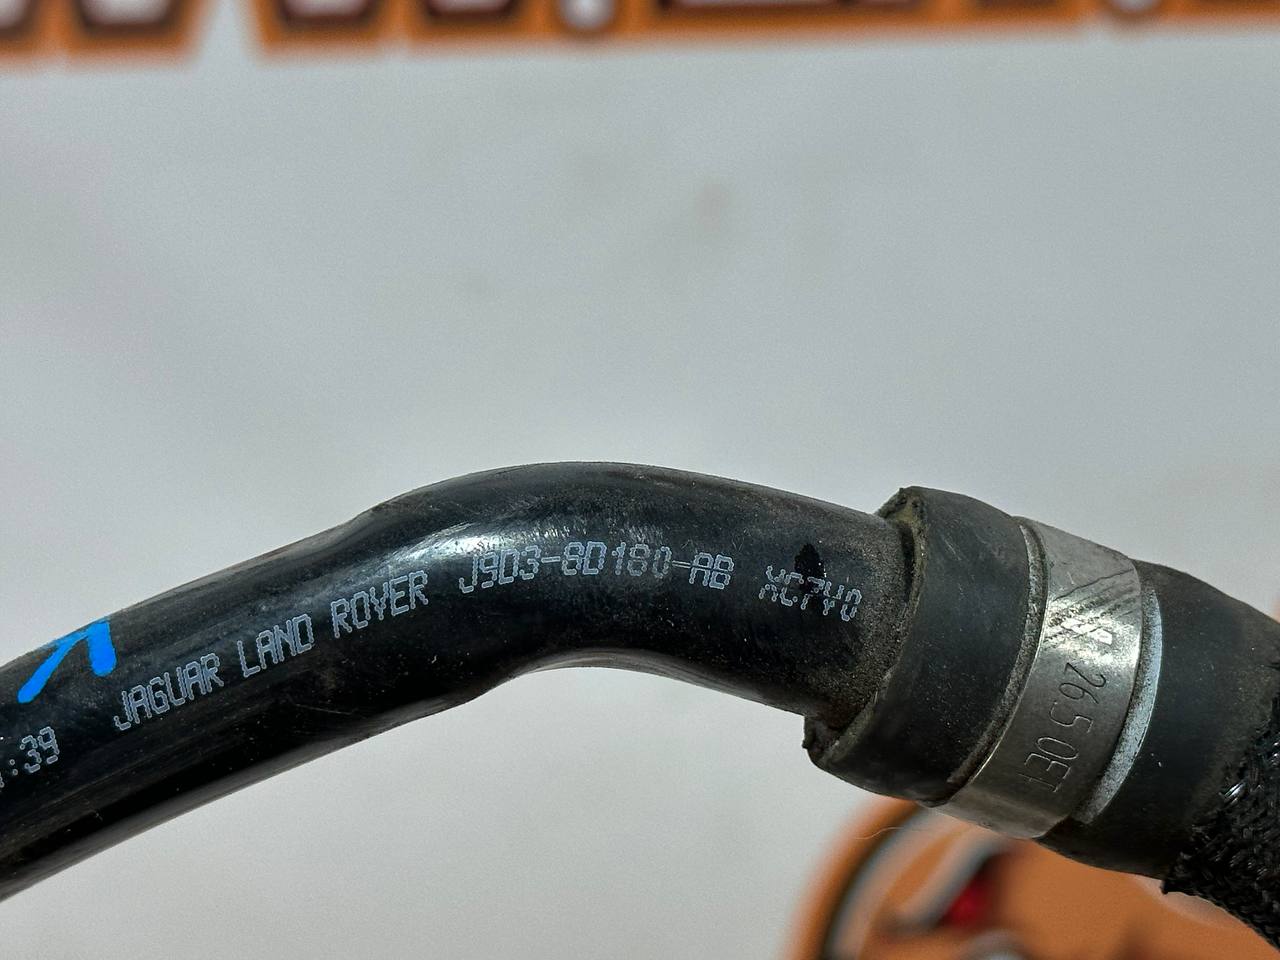 :39 JAGUAR LAND ROVER J9D3-8D180-AB XC7Y0
26.5 OET